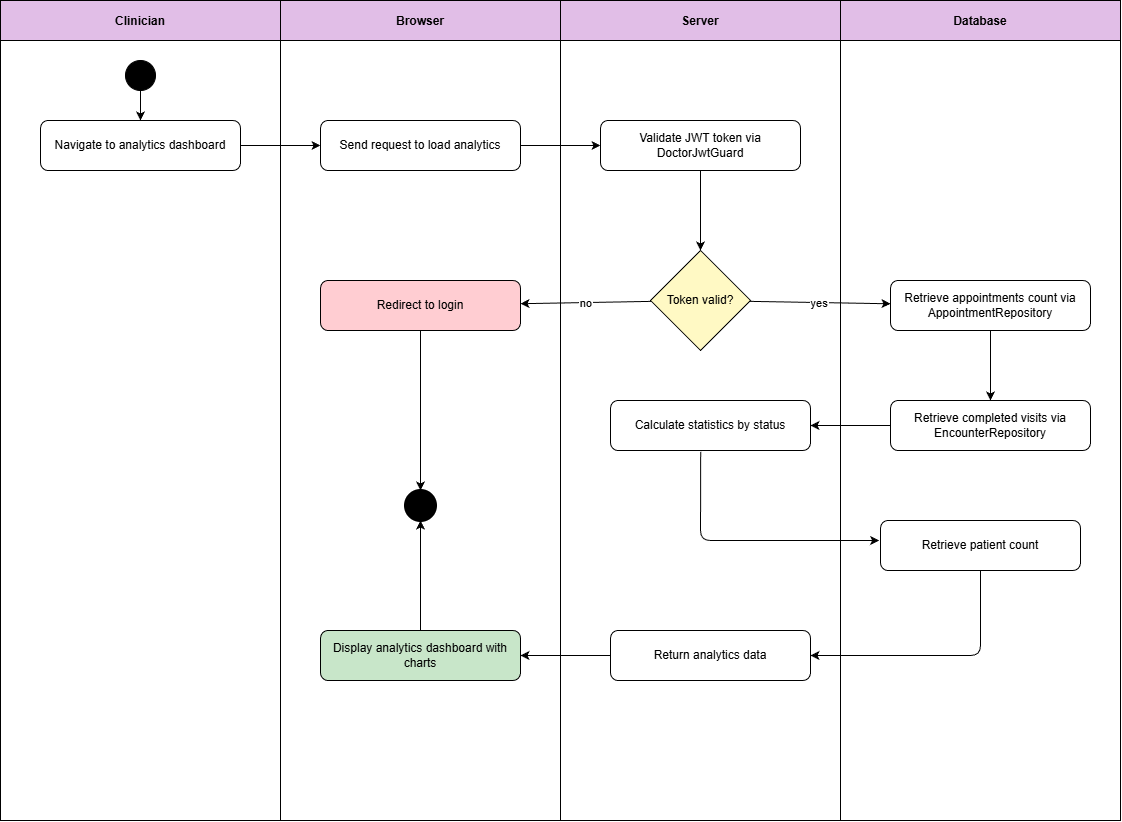 Clinician
Browser
Server
Database
Navigate to analytics dashboard
Send request to load analytics
Validate JWT token via
DoctorJwtGuard
Redirect to login
no
Token valid?
yes
Retrieve appointments count via
AppointmentRepository
Calculate statistics by status
Retrieve completed visits via
EncounterRepository
Retrieve patient count
Display analytics dashboard with
charts
Return analytics data